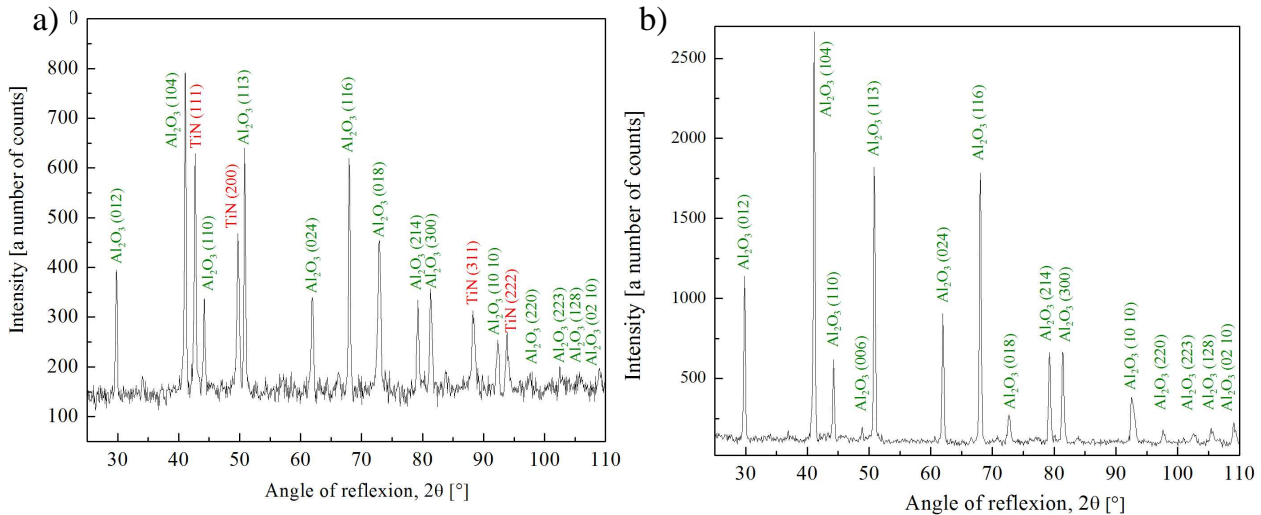 a)
0
800
700
600
500
400
300
200
100
Intensity [a number of counts]
30 40 50 60 70 80 90 100 110
Angle of reflexion, 2θ [°]
Al₂O₃ (012)
Al₂O₃ (104)
TiN (111)
Al₂O₃ (110)
TiN (200)
Al₂O₃ (113)
Al₂O₃ (024)
Al₂O₃ (116)
Al₂O₃ (018)
Al₂O₃ (214)
Al₂O₃ (300)
TiN (311)
Al₂O₃ (10 10)
TiN (222)
Al₂O₃ (220)
Al₂O₃ (223)
Al₂O₃ (128)
Al₂O₃ (02 10)
b)
2500
2000
1500
1000
500
Intensity [a number of counts]
30 40 50 60 70 80 90 100 110
Angle of reflexion, 2θ [°]
Al₂O₃ (012)
Al₂O₃ (104)
Al₂O₃ (110)
Al₂O₃ (006)
Al₂O₃ (113)
Al₂O₃ (024)
Al₂O₃ (116)
Al₂O₃ (018)
Al₂O₃ (214)
Al₂O₃ (300)
Al₂O₃ (10 10)
Al₂O₃ (220)
Al₂O₃ (223)
Al₂O₃ (128)
Al₂O₃ (02 10)